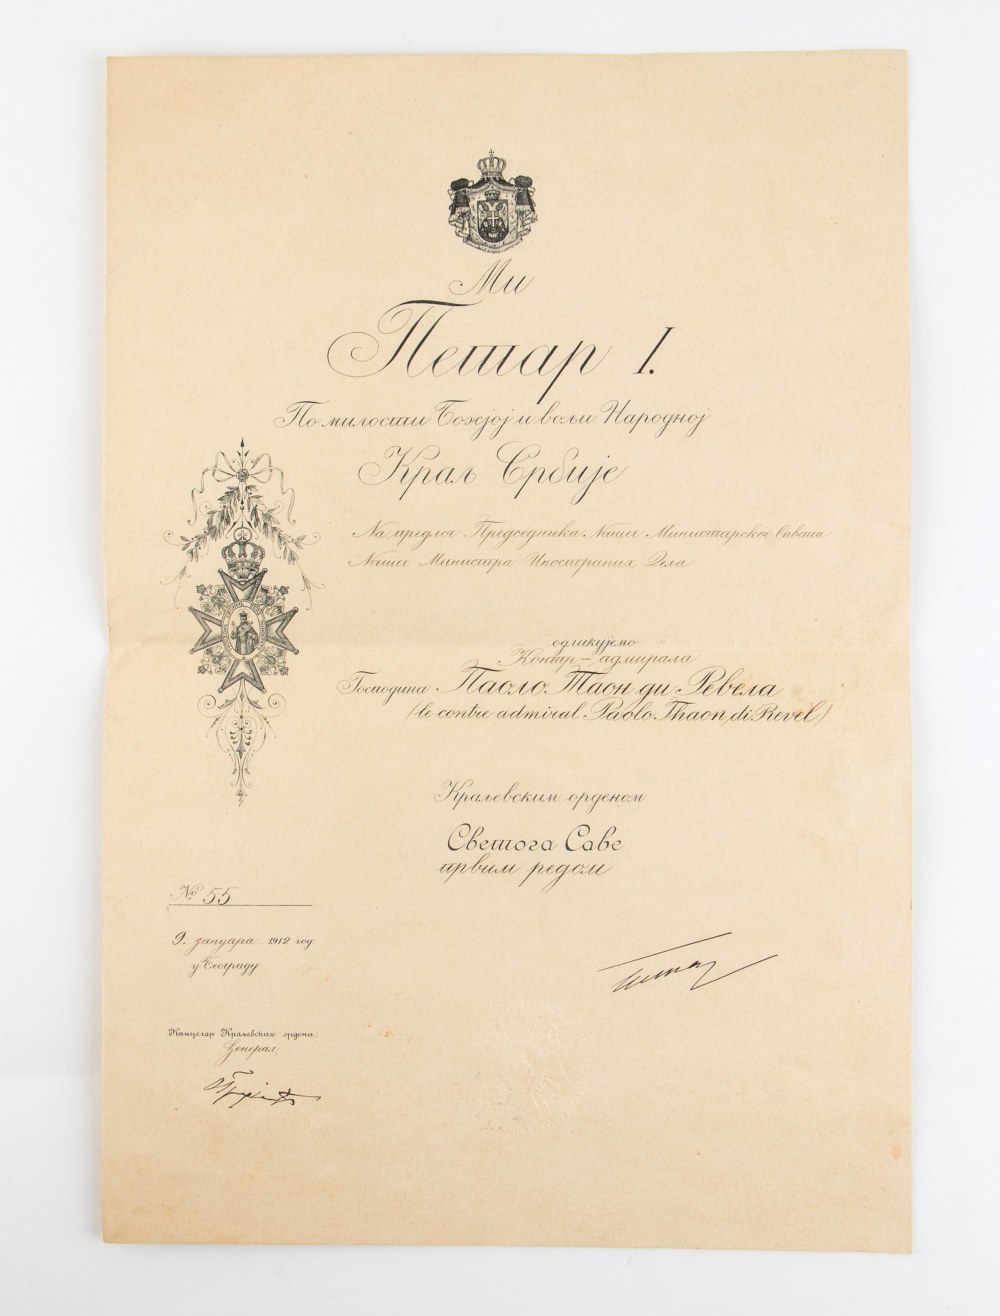 Ми
Петар I.
По милости Божјој и вољи Народној
Краљ Србије
На предлог Председника Нашег Министарског Савета
Нашег Министра Иностраних Дела
одликујемо
Контр-адмирала
Господина Паоло Таон ди Ревела
(le contre admiral Paolo Thaon di Revel)
Краљевским орденом
Светога Саве
првим редом
№ 55
9. јануара 1912 год
у Београду
Канцелар Краљевских ордена:
Ђенерал,